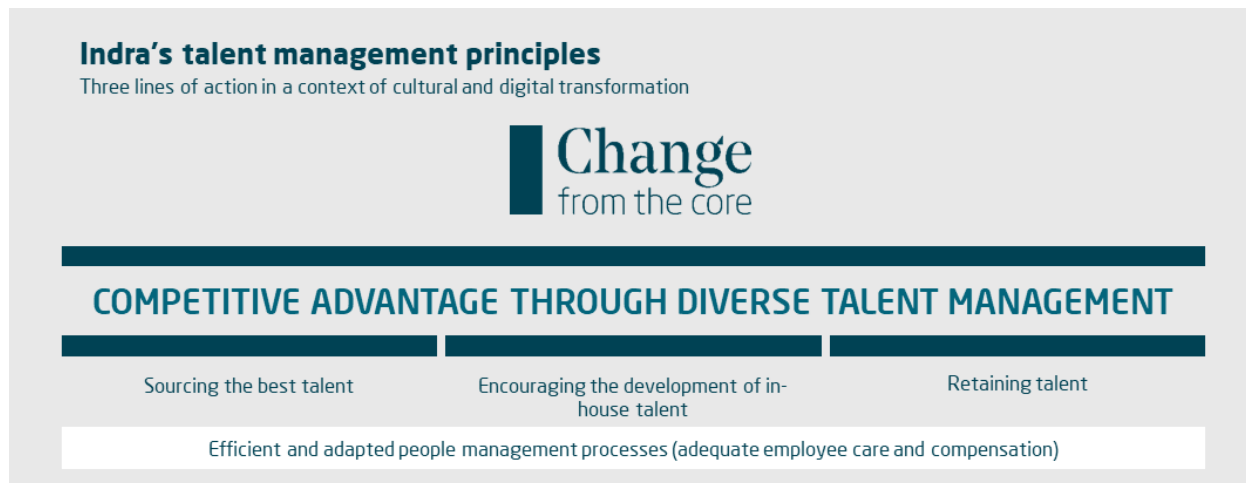 Indra's talent management principles
Three lines of action in a context of cultural and digital transformation
Change
from the core
COMPETITIVE ADVANTAGE THROUGH DIVERSE TALENT MANAGEMENT
Sourcing the best talent
Encouraging the development of in-
house talent
Retaining talent
Efficient and adapted people management processes (adequate employee care and compensation)